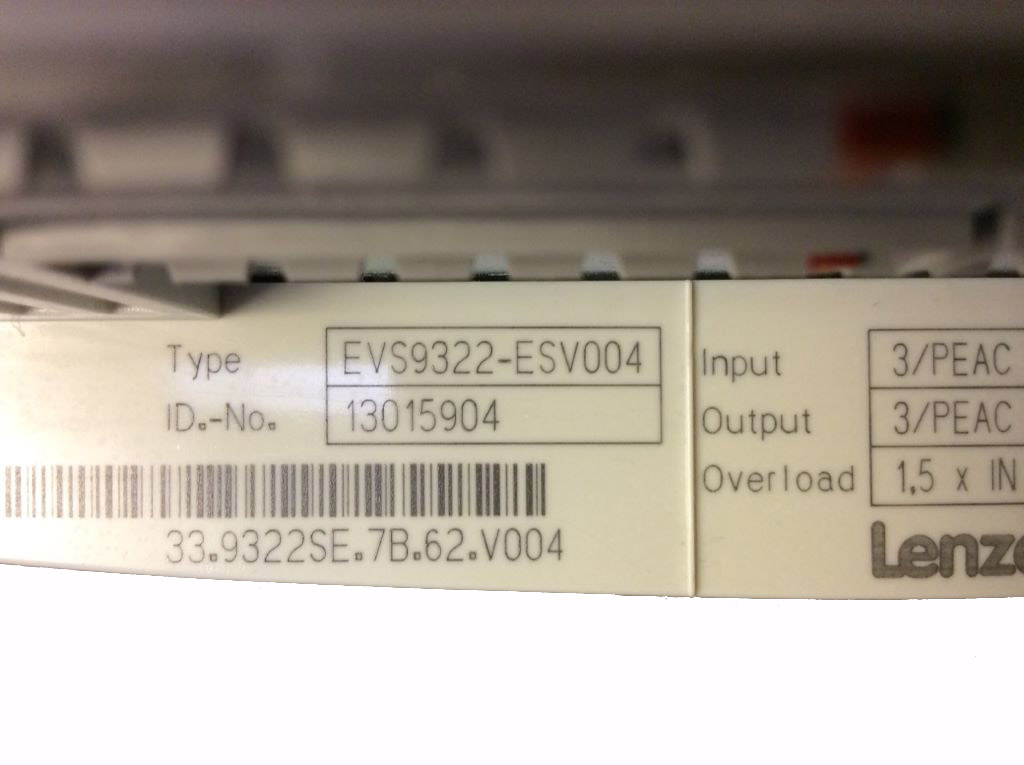 Type EVS9322-ESV004
ID.-No. 13015904
33.9322SE.7B.62.V004
Input 3/PEAC
Output 3/PEAC
Overload 1,5 x IN
Lenze